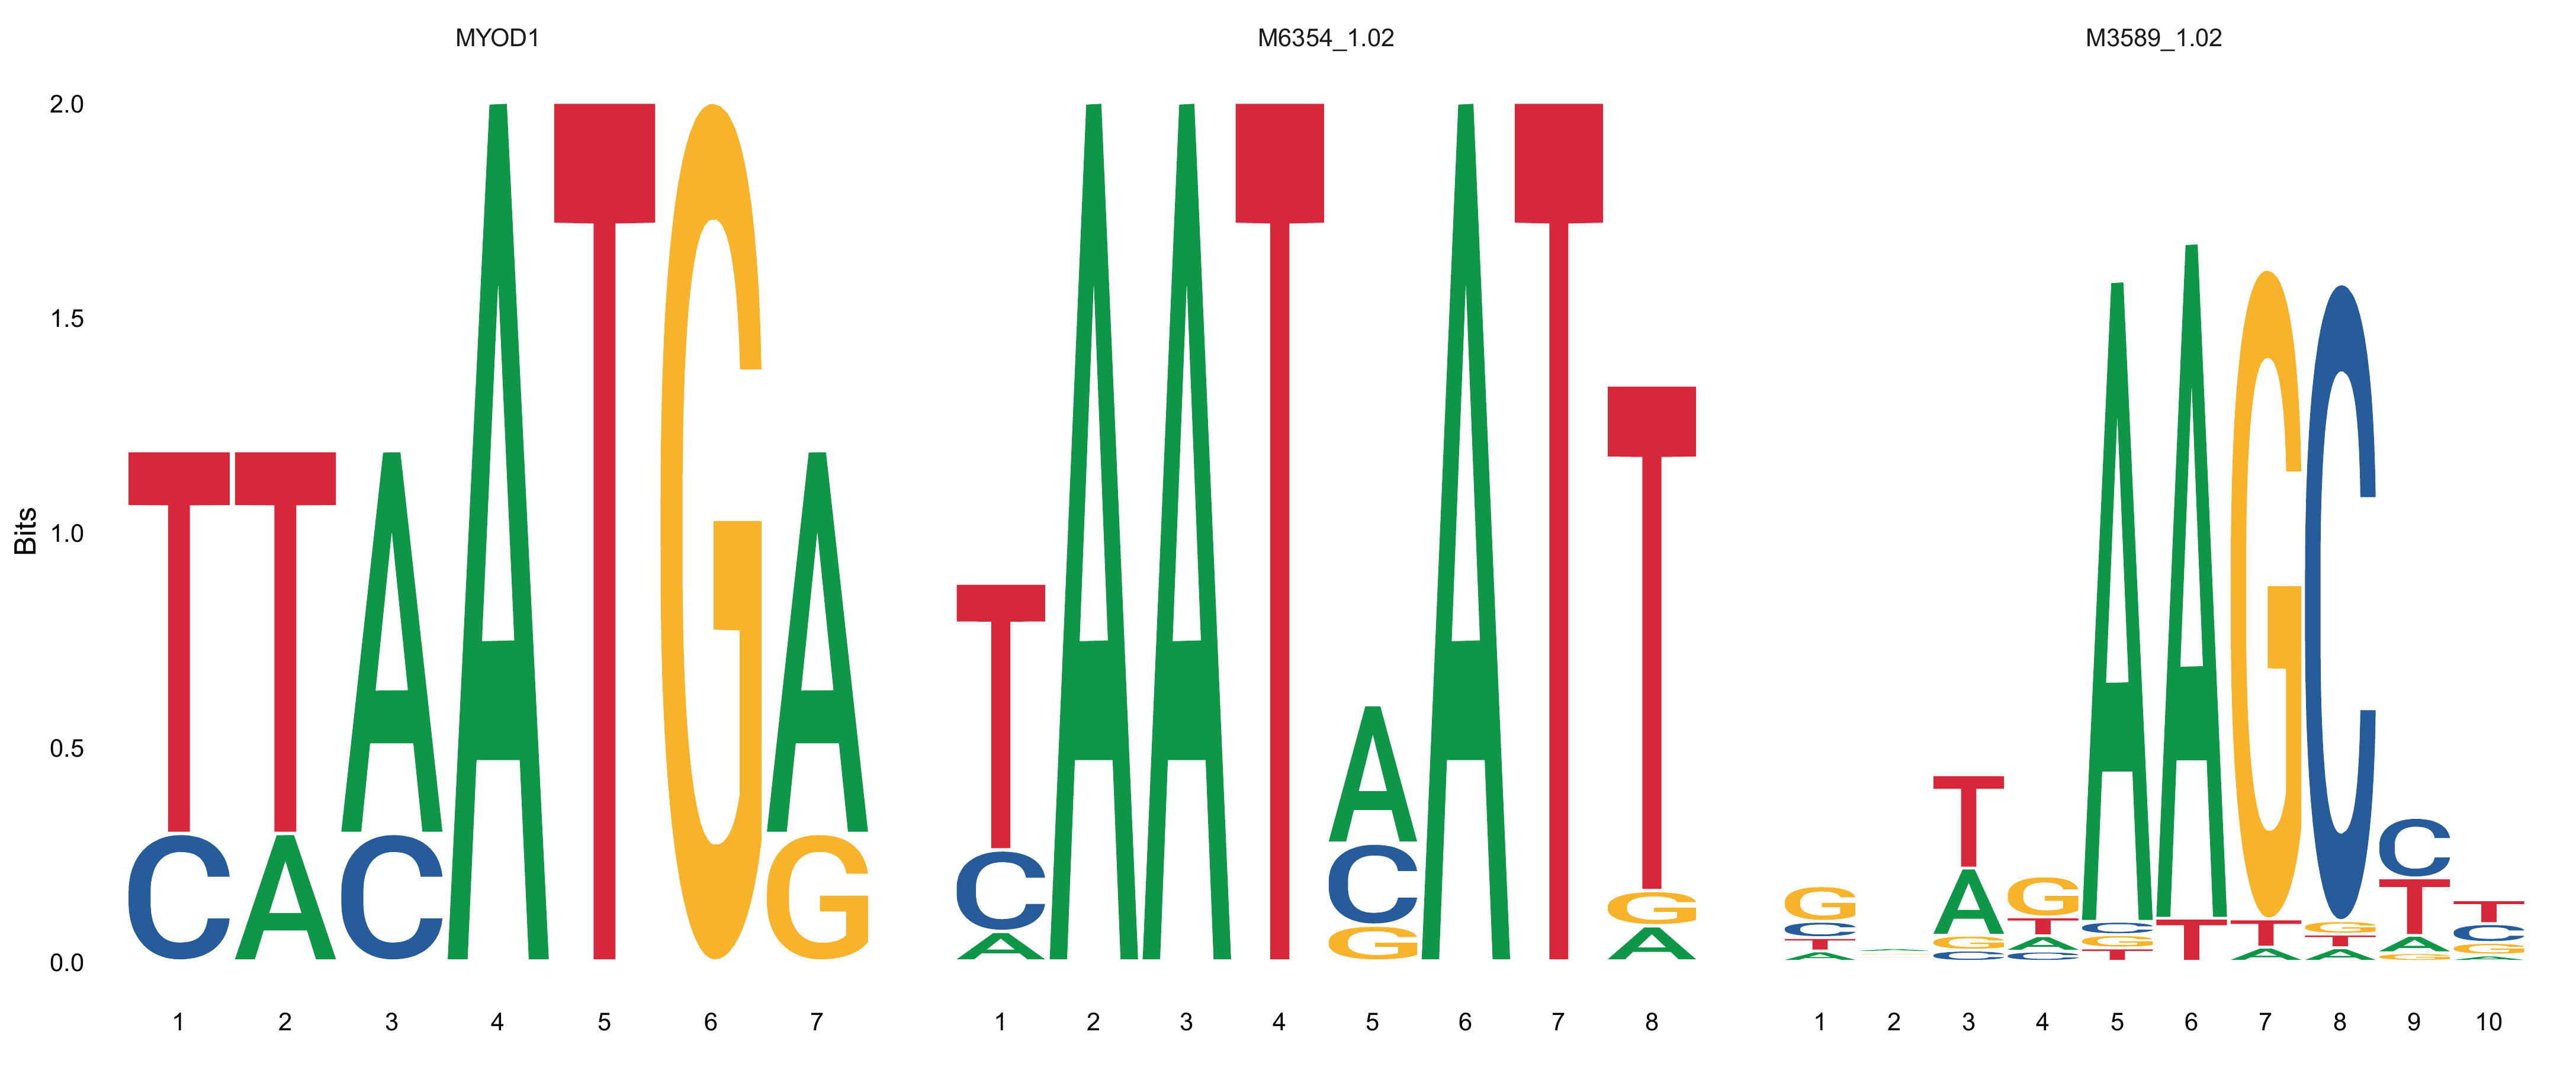 MYOD1 M6354_1.02 M3589_1.02
Bits
2.0
1.5
1.0
0.5
0.0
T T A A T G A
C A C G
T A A T A A T T
C C G
A G A
G T G A A G C C T
C A T C T G T C
T G A G T A T A G
A C C T A G A
1 2 3 4 5 6 7 1 2 3 4 5 6 7 8 1 2 3 4 5 6 7 8 9 10